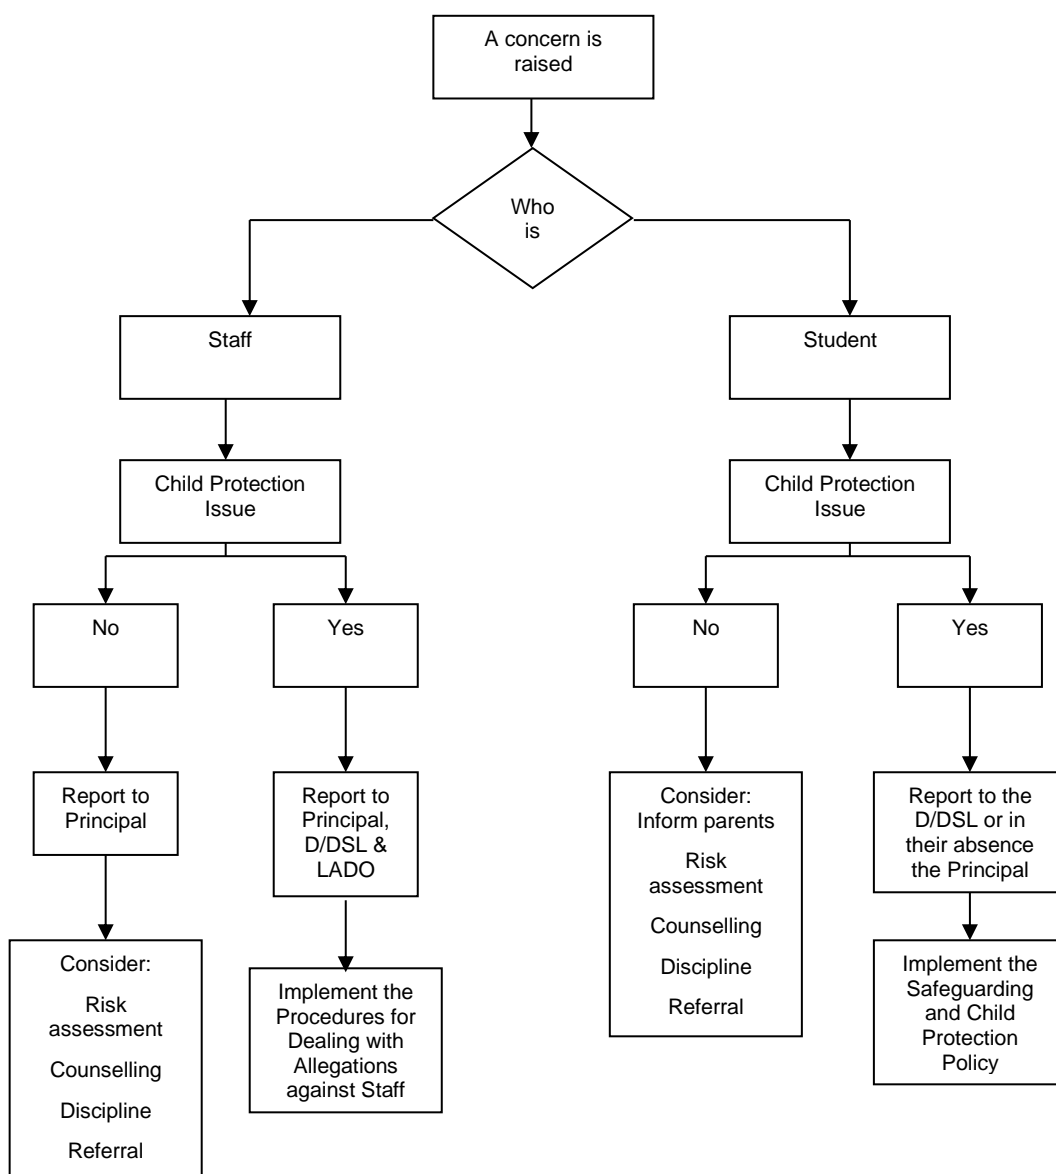 A concern is
raised
Who
is
Staff
Student
Child Protection
Issue
Child Protection
Issue
No
Yes
No
Yes
Report to
Principal
Report to
Principal,
D/DSL &
LADO
Consider:
Inform parents
Risk
assessment
Counselling
Discipline
Referral
Report to the
D/DSL or in
their absence
the Principal
Consider:
Risk
assessment
Counselling
Discipline
Referral
Implement the
Procedures for
Dealing with
Allegations
against Staff
Implement the
Safeguarding
and Child
Protection
Policy